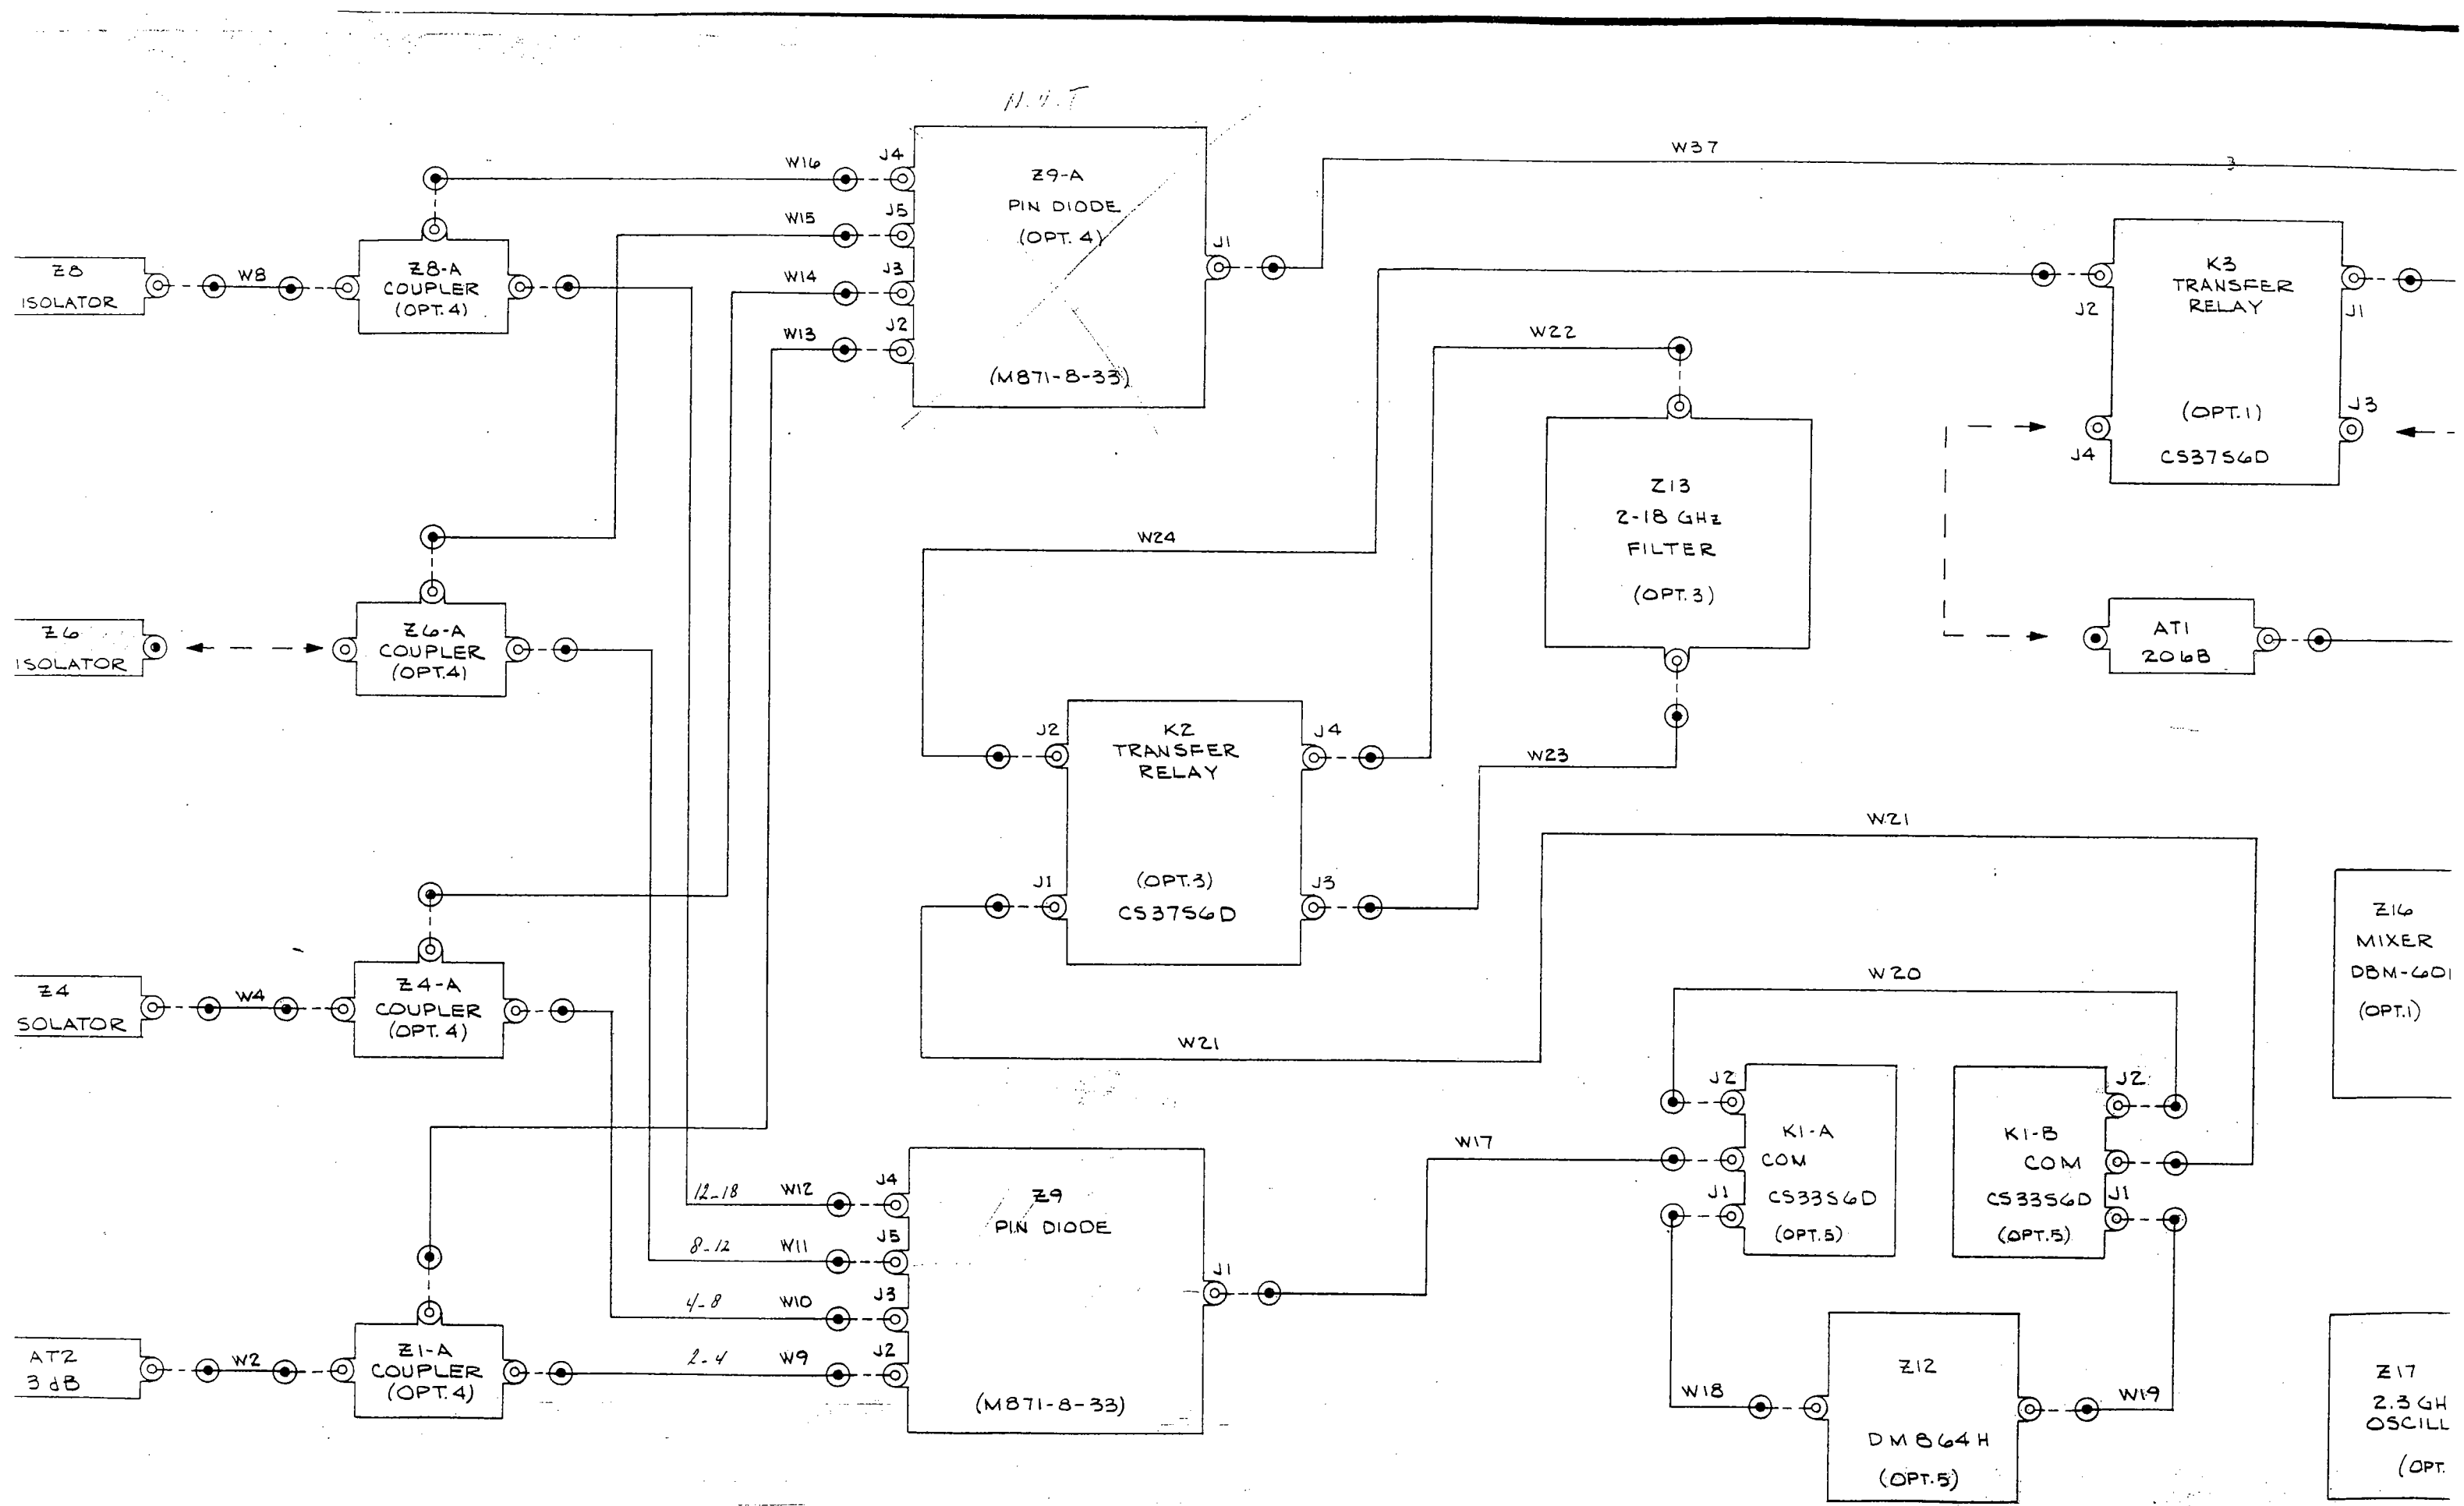 N.V.T
W37
3
W16
J4
Z9-A
PIN DIODE
(OPT. 4)
(M871-8-33)
W15
J5
W14
J3
W13
J2
J1
Z8
ISOLATOR
W8
Z8-A
COUPLER
(OPT.4)
K3
TRANSFER
RELAY
(OPT.1)
CS37S6D
J2
J1
J4
J3
W22
Z13
2-18 GHz
FILTER
(OPT.3)
W24
Z6
ISOLATOR
Z6-A
COUPLER
(OPT.4)
AT1
206B
J2
K2
TRANSFER
RELAY
(OPT.3)
CS37S6D
J4
J1
J3
W23
W21
Z16
MIXER
DBM-601
(OPT.1)
Z4
SOLATOR
W4
Z4-A
COUPLER
(OPT. 4)
W20
W21
J2
K1-A
COM
CS33S6D
(OPT.5)
J1
J2
K1-B
COM
CS33S6D
(OPT.5)
J1
W17
12-18
W12
J4
Z9
PIN DIODE
(M871-8-33)
8-12
W11
J5
4-8
W10
J3
2-4
W9
J2
J1
AT2
3 dB
W2
Z1-A
COUPLER
(OPT.4)
W18
Z12
DM864H
(OPT.5)
W19
Z17
2.3 GH
OSCILL
(OPT.